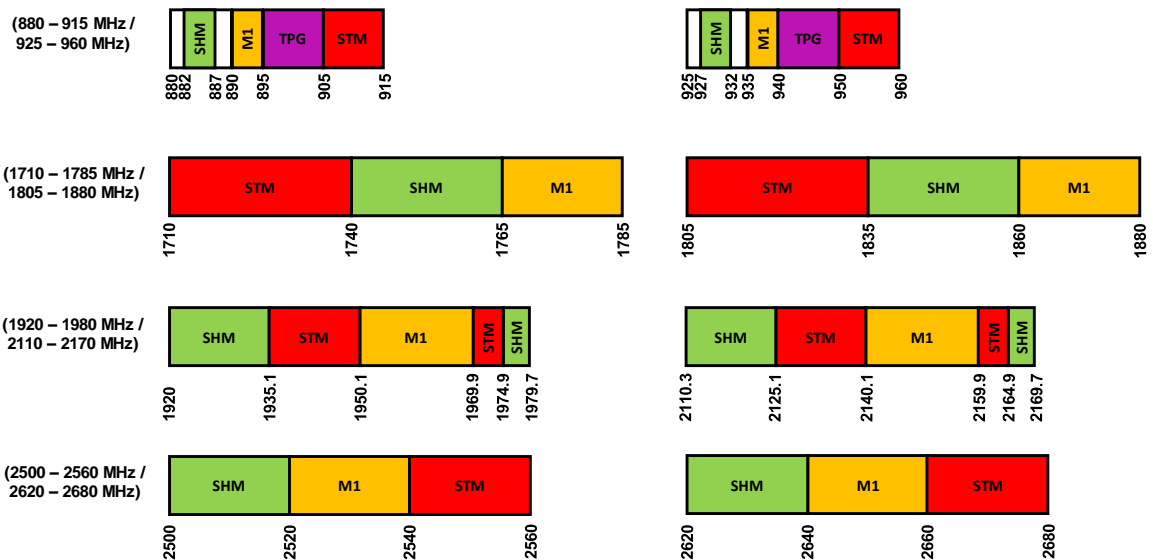 (880 – 915 MHz /
925 – 960 MHz)
SHM M1 TPG STM
880 882 887 890 895 905 915
SHM M1 TPG STM
925 927 932 935 940 950 960
(1710 – 1785 MHz /
1805 – 1880 MHz)
STM SHM M1
1710 1740 1765 1785
STM SHM M1
1805 1835 1860 1880
(1920 – 1980 MHz /
2110 – 2170 MHz)
SHM STM M1 STM SHM
1920 1935.1 1950.1 1969.9 1974.9 1979.7
SHM STM M1 STM SHM
2110.3 2125.1 2140.1 2159.9 2164.9 2169.7
(2500 – 2560 MHz /
2620 – 2680 MHz)
SHM M1 STM
2500 2520 2540 2560
SHM M1 STM
2620 2640 2660 2680